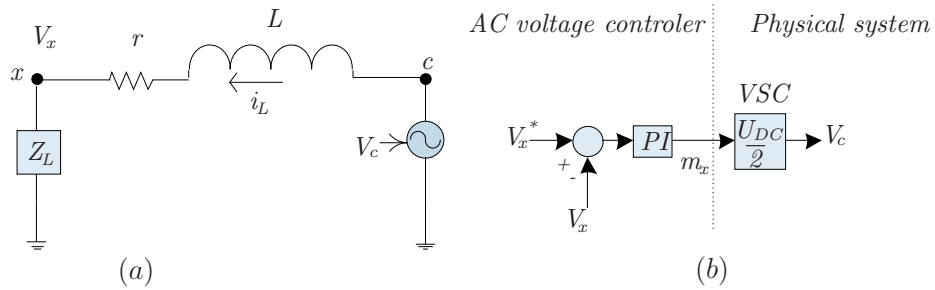 AC voltage controler
Physical system
V_x
r
L
x
c
i_L
Z_L
V_c
VSC
V_x*
+
-
PI
m_x
U_DC
2
V_c
V_x
(a)
(b)